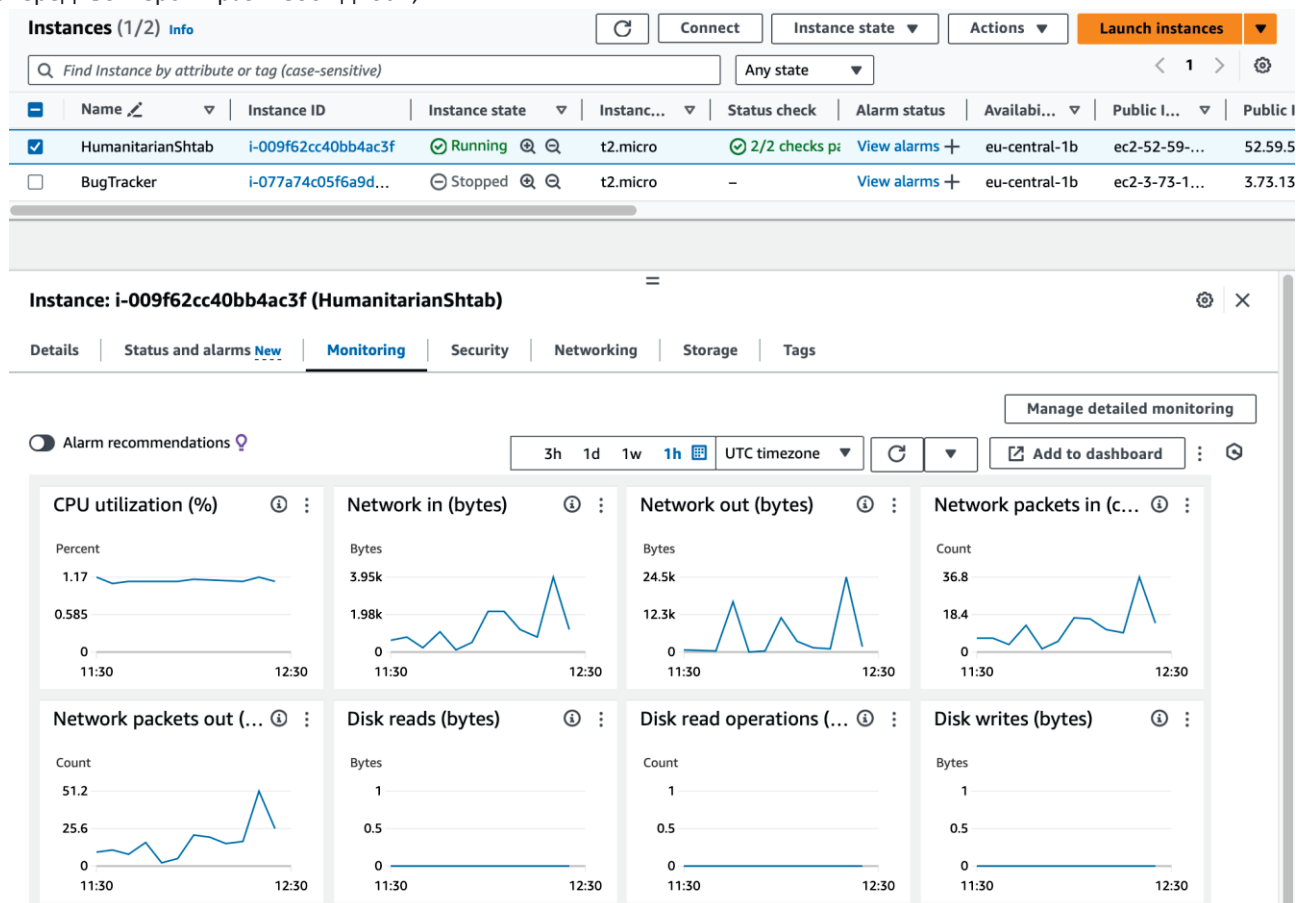 Instances (1/2) Info
Connect
Instance state
Actions
Launch instances
Find Instance by attribute or tag (case-sensitive)
Any state
1
Name
Instance ID
Instance state
Instanc...
Status check
Alarm status
Availabi...
Public I...
Public I
HumanitarianShtab i-009f62cc40bb4ac3f Running t2.micro 2/2 checks pa View alarms + eu-central-1b ec2-52-59-... 52.59.5
BugTracker i-077a74c05f6a9d... Stopped t2.micro – View alarms + eu-central-1b ec2-3-73-1... 3.73.13
Instance: i-009f62cc40bb4ac3f (HumanitarianShtab)
Details
Status and alarms New
Monitoring
Security
Networking
Storage
Tags
Manage detailed monitoring
Alarm recommendations
3h 1d 1w 1h
UTC timezone
Add to dashboard
CPU utilization (%)
Percent
1.17
0.585
0
11:30 12:30
Network in (bytes)
Bytes
3.95k
1.98k
0
11:30 12:30
Network out (bytes)
Bytes
24.5k
12.3k
0
11:30 12:30
Network packets in (c...
Count
36.8
18.4
0
11:30 12:30
Network packets out (...
Count
51.2
25.6
0
11:30 12:30
Disk reads (bytes)
Bytes
1
0.5
0
11:30 12:30
Disk read operations (...
Count
1
0.5
0
11:30 12:30
Disk writes (bytes)
Bytes
1
0.5
0
11:30 12:30